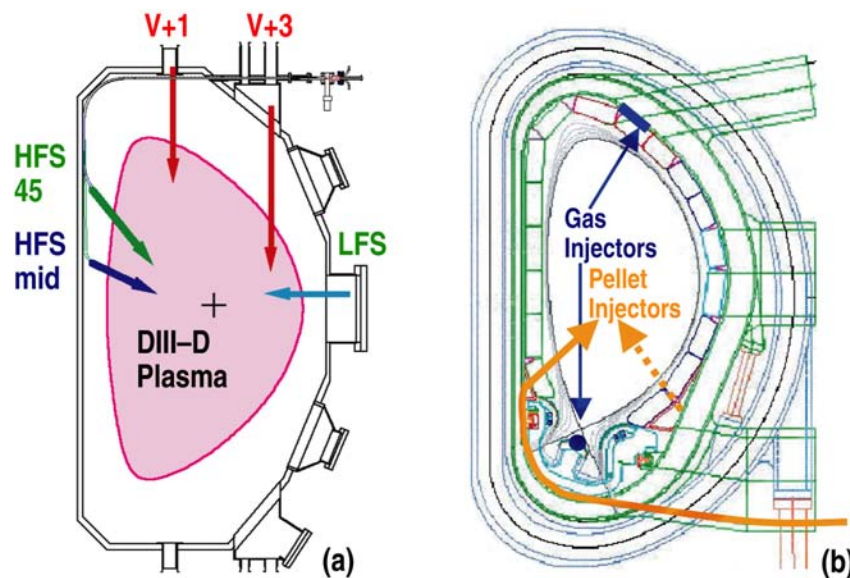 V+1
V+3
HFS
45
HFS
mid
LFS
DIII–D
Plasma
(a)
Gas
Injectors
Pellet
Injectors
(b)